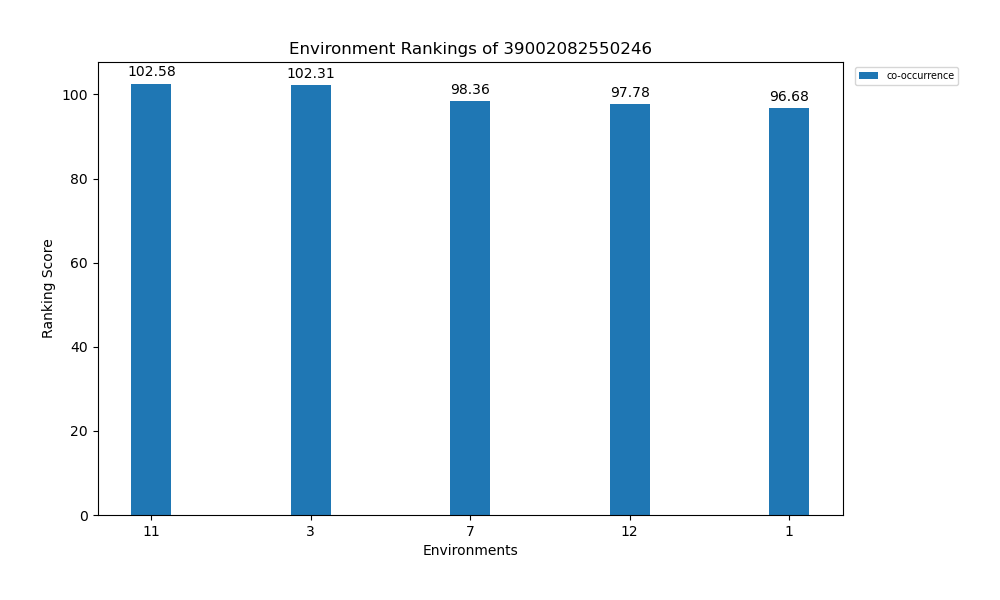 Environment Rankings of 39002082550246
co-occurrence
102.58
102.31
98.36
97.78
96.68
100
80
60
40
20
0
Ranking Score
11 3 7 12 1
Environments